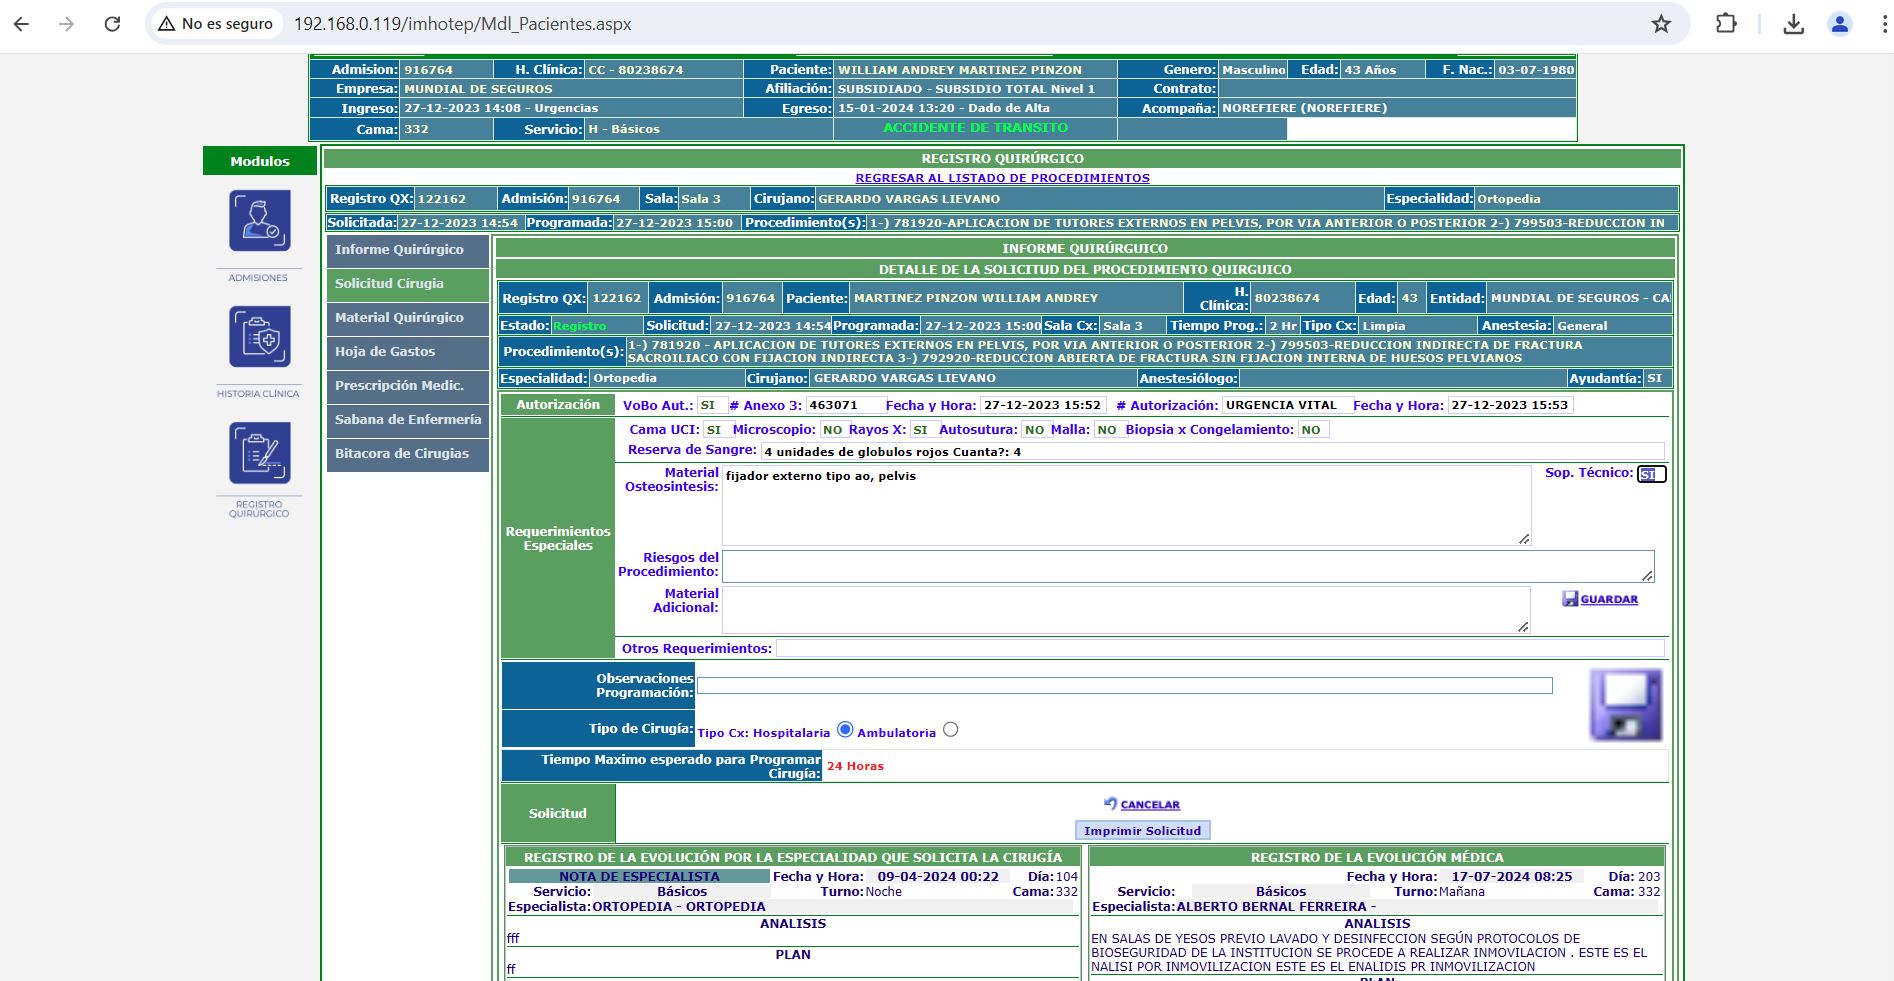 No es seguro 192.168.0.119/imhotep/Mdl_Pacientes.aspx
Admision: 916764 H. Clínica: CC - 80238674 Paciente: WILLIAM ANDREY MARTINEZ PINZON Genero: Masculino Edad: 43 Años F. Nac.: 03-07-1980
Empresa: MUNDIAL DE SEGUROS Afiliación: SUBSIDIADO - SUBSIDIO TOTAL Nivel 1 Contrato:
Ingreso: 27-12-2023 14:08 - Urgencias Egreso: 15-01-2024 13:20 - Dado de Alta Acompaña: NOREFIERE (NOREFIERE)
Cama: 332 Servicio: H - Básicos ACCIDENTE DE TRANSITO
Modulos
ADMISIONES
HISTORIA CLÍNICA
REGISTRO
QUIRÚRGICO
REGISTRO QUIRÚRGICO
REGRESAR AL LISTADO DE PROCEDIMIENTOS
Registro QX: 122162 Admisión: 916764 Sala: Sala 3 Cirujano: GERARDO VARGAS LIEVANO Especialidad: Ortopedia
Solicitada: 27-12-2023 14:54 Programada: 27-12-2023 15:00 Procedimiento(s): 1-) 781920-APLICACION DE TUTORES EXTERNOS EN PELVIS, POR VIA ANTERIOR O POSTERIOR 2-) 799503-REDUCCION IN
Informe Quirúrgico
Solicitud Círugia
Material Quirúrgico
Hoja de Gastos
Prescripción Medic.
Sabana de Enfermería
Bitacora de Cirugias
INFORME QUIRÚRGUICO
DETALLE DE LA SOLICITUD DEL PROCEDIMIENTO QUIRGUICO
Registro QX: 122162 Admisión: 916764 Paciente: MARTINEZ PINZON WILLIAM ANDREY H. Clínica: 80238674 Edad: 43 Entidad: MUNDIAL DE SEGUROS - CA
Estado: Registro Solicitud: 27-12-2023 14:54 Programada: 27-12-2023 15:00 Sala Cx: Sala 3 Tiempo Prog.: 2 Hr Tipo Cx: Limpia Anestesia: General
Procedimiento(s): 1-) 781920 - APLICACION DE TUTORES EXTERNOS EN PELVIS, POR VIA ANTERIOR O POSTERIOR 2-) 799503-REDUCCION INDIRECTA DE FRACTURA
SACROILIACO CON FIJACION INDIRECTA 3-) 792920-REDUCCION ABIERTA DE FRACTURA SIN FIJACION INTERNA DE HUESOS PELVIANOS
Especialidad: Ortopedia Cirujano: GERARDO VARGAS LIEVANO Anestesiólogo: Ayudantía: SI
Autorización VoBo Aut.: SI # Anexo 3: 463071 Fecha y Hora: 27-12-2023 15:52 # Autorización: URGENCIA VITAL Fecha y Hora: 27-12-2023 15:53
Requerimientos
Especiales
Cama UCI: SI Microscopio: NO Rayos X: SI Autosutura: NO Malla: NO Biopsia x Congelamiento: NO
Reserva de Sangre: 4 unidades de globulos rojos Cuanta?: 4
Material
Osteosintesis: fijador externo tipo ao, pelvis Sop. Técnico: SI
Riesgos del
Procedimiento:
Material
Adicional: GUARDAR
Otros Requerimientos:
Observaciones
Programación:
Tipo de Cirugía: Tipo Cx: Hospitalaria Ambulatoria
Tiempo Maximo esperado para Programar
Cirugía: 24 Horas
Solicitud CANCELAR
Imprimir Solicitud
REGISTRO DE LA EVOLUCIÓN POR LA ESPECIALIDAD QUE SOLICITA LA CIRUGÍA
NOTA DE ESPECIALISTA Fecha y Hora: 09-04-2024 00:22 Día: 104
Servicio: Básicos Turno: Noche Cama: 332
Especialista: ORTOPEDIA - ORTOPEDIA
ANALISIS
fff
PLAN
ff
REGISTRO DE LA EVOLUCIÓN MÉDICA
Fecha y Hora: 17-07-2024 08:25 Día: 203
Servicio: Básicos Turno: Mañana Cama: 332
Especialista: ALBERTO BERNAL FERREIRA -
ANALISIS
EN SALAS DE YESOS PREVIO LAVADO Y DESINFECCION SEGÚN PROTOCOLOS DE
BIOSEGURIDAD DE LA INSTITUCION SE PROCEDE A REALIZAR INMOVILACION . ESTE ES EL
NALISI POR INMOVILIZACION ESTE ES EL ENALIDIS PR INMOVILIZACION